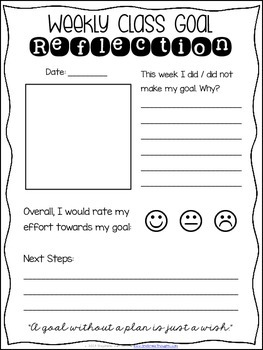 Weekly Class Goal
Reflection
Date:
This week I did / did not
make my goal. Why?
Overall, I would rate my
effort towards my goal:
Next Steps:
"A goal without a plan is just a wish."